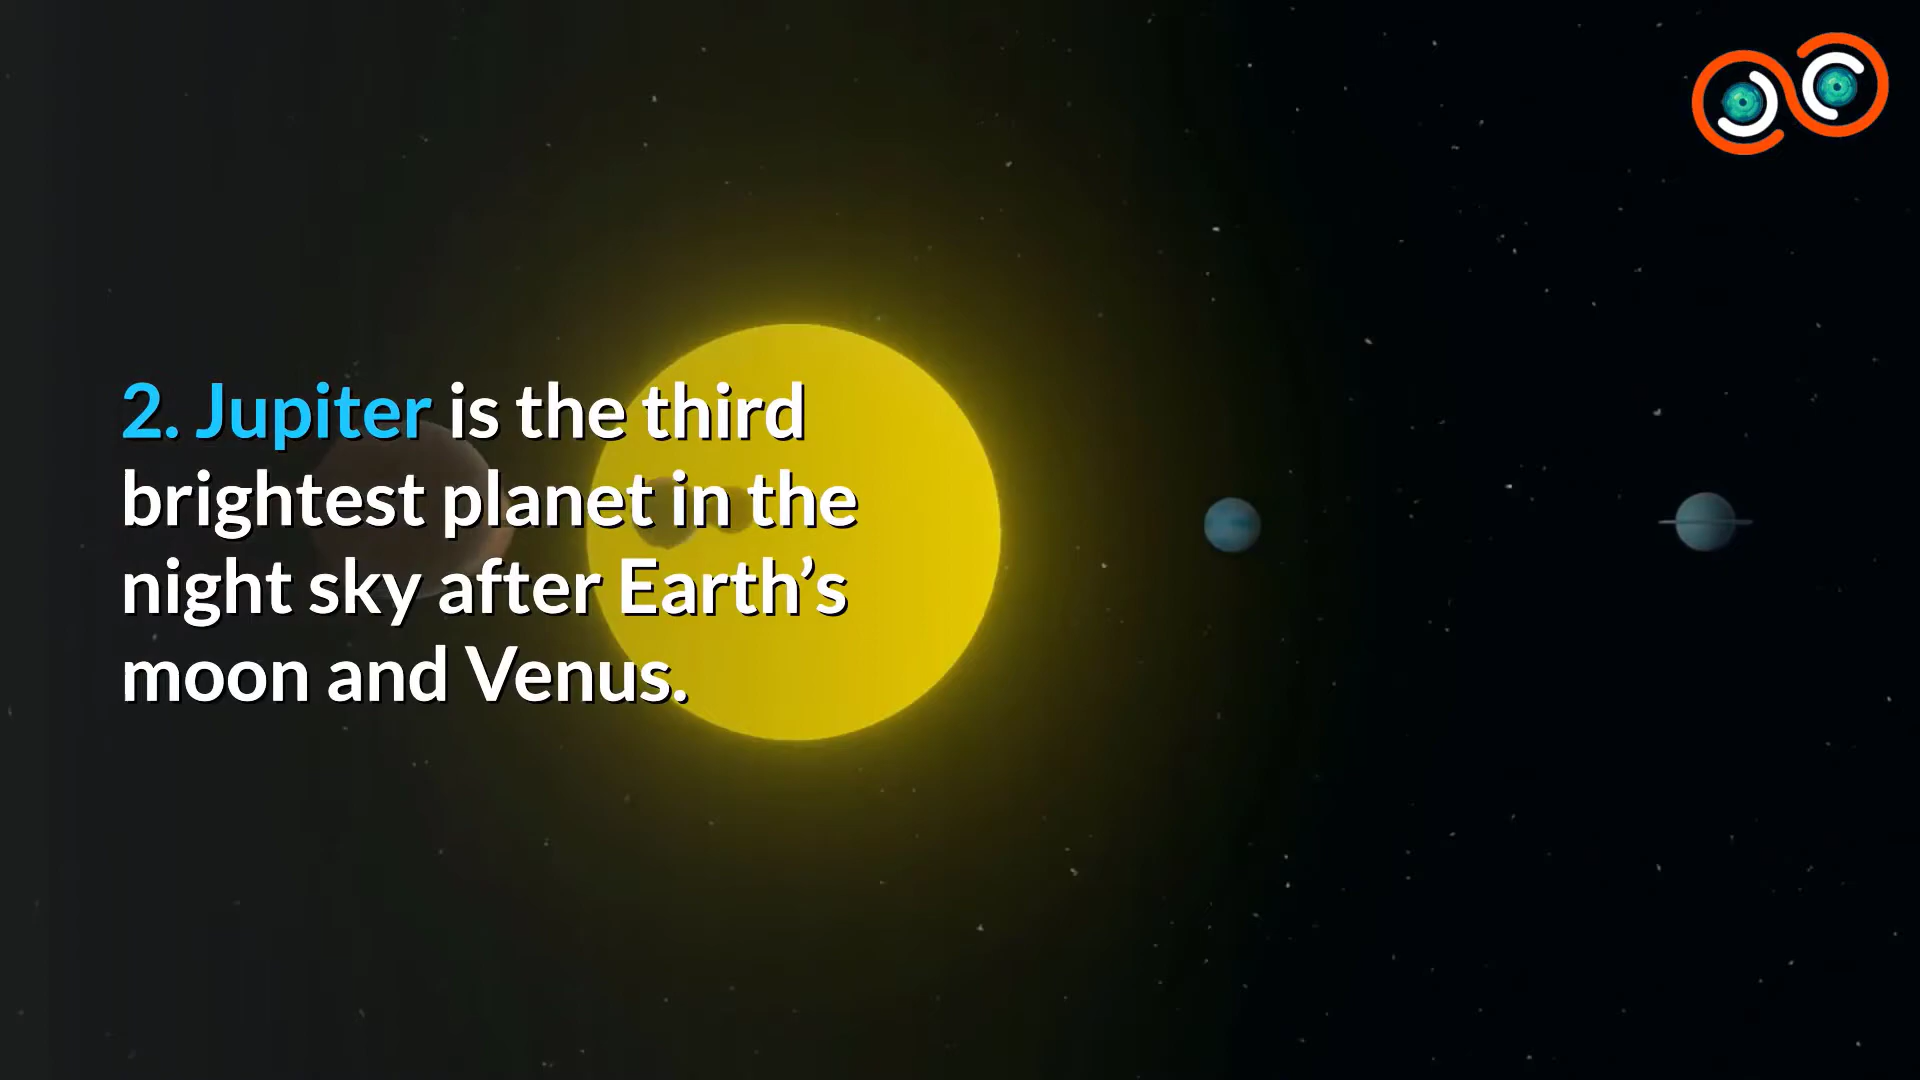 2. Jupiter is the third
brightest planet in the
night sky after Earth’s
moon and Venus.